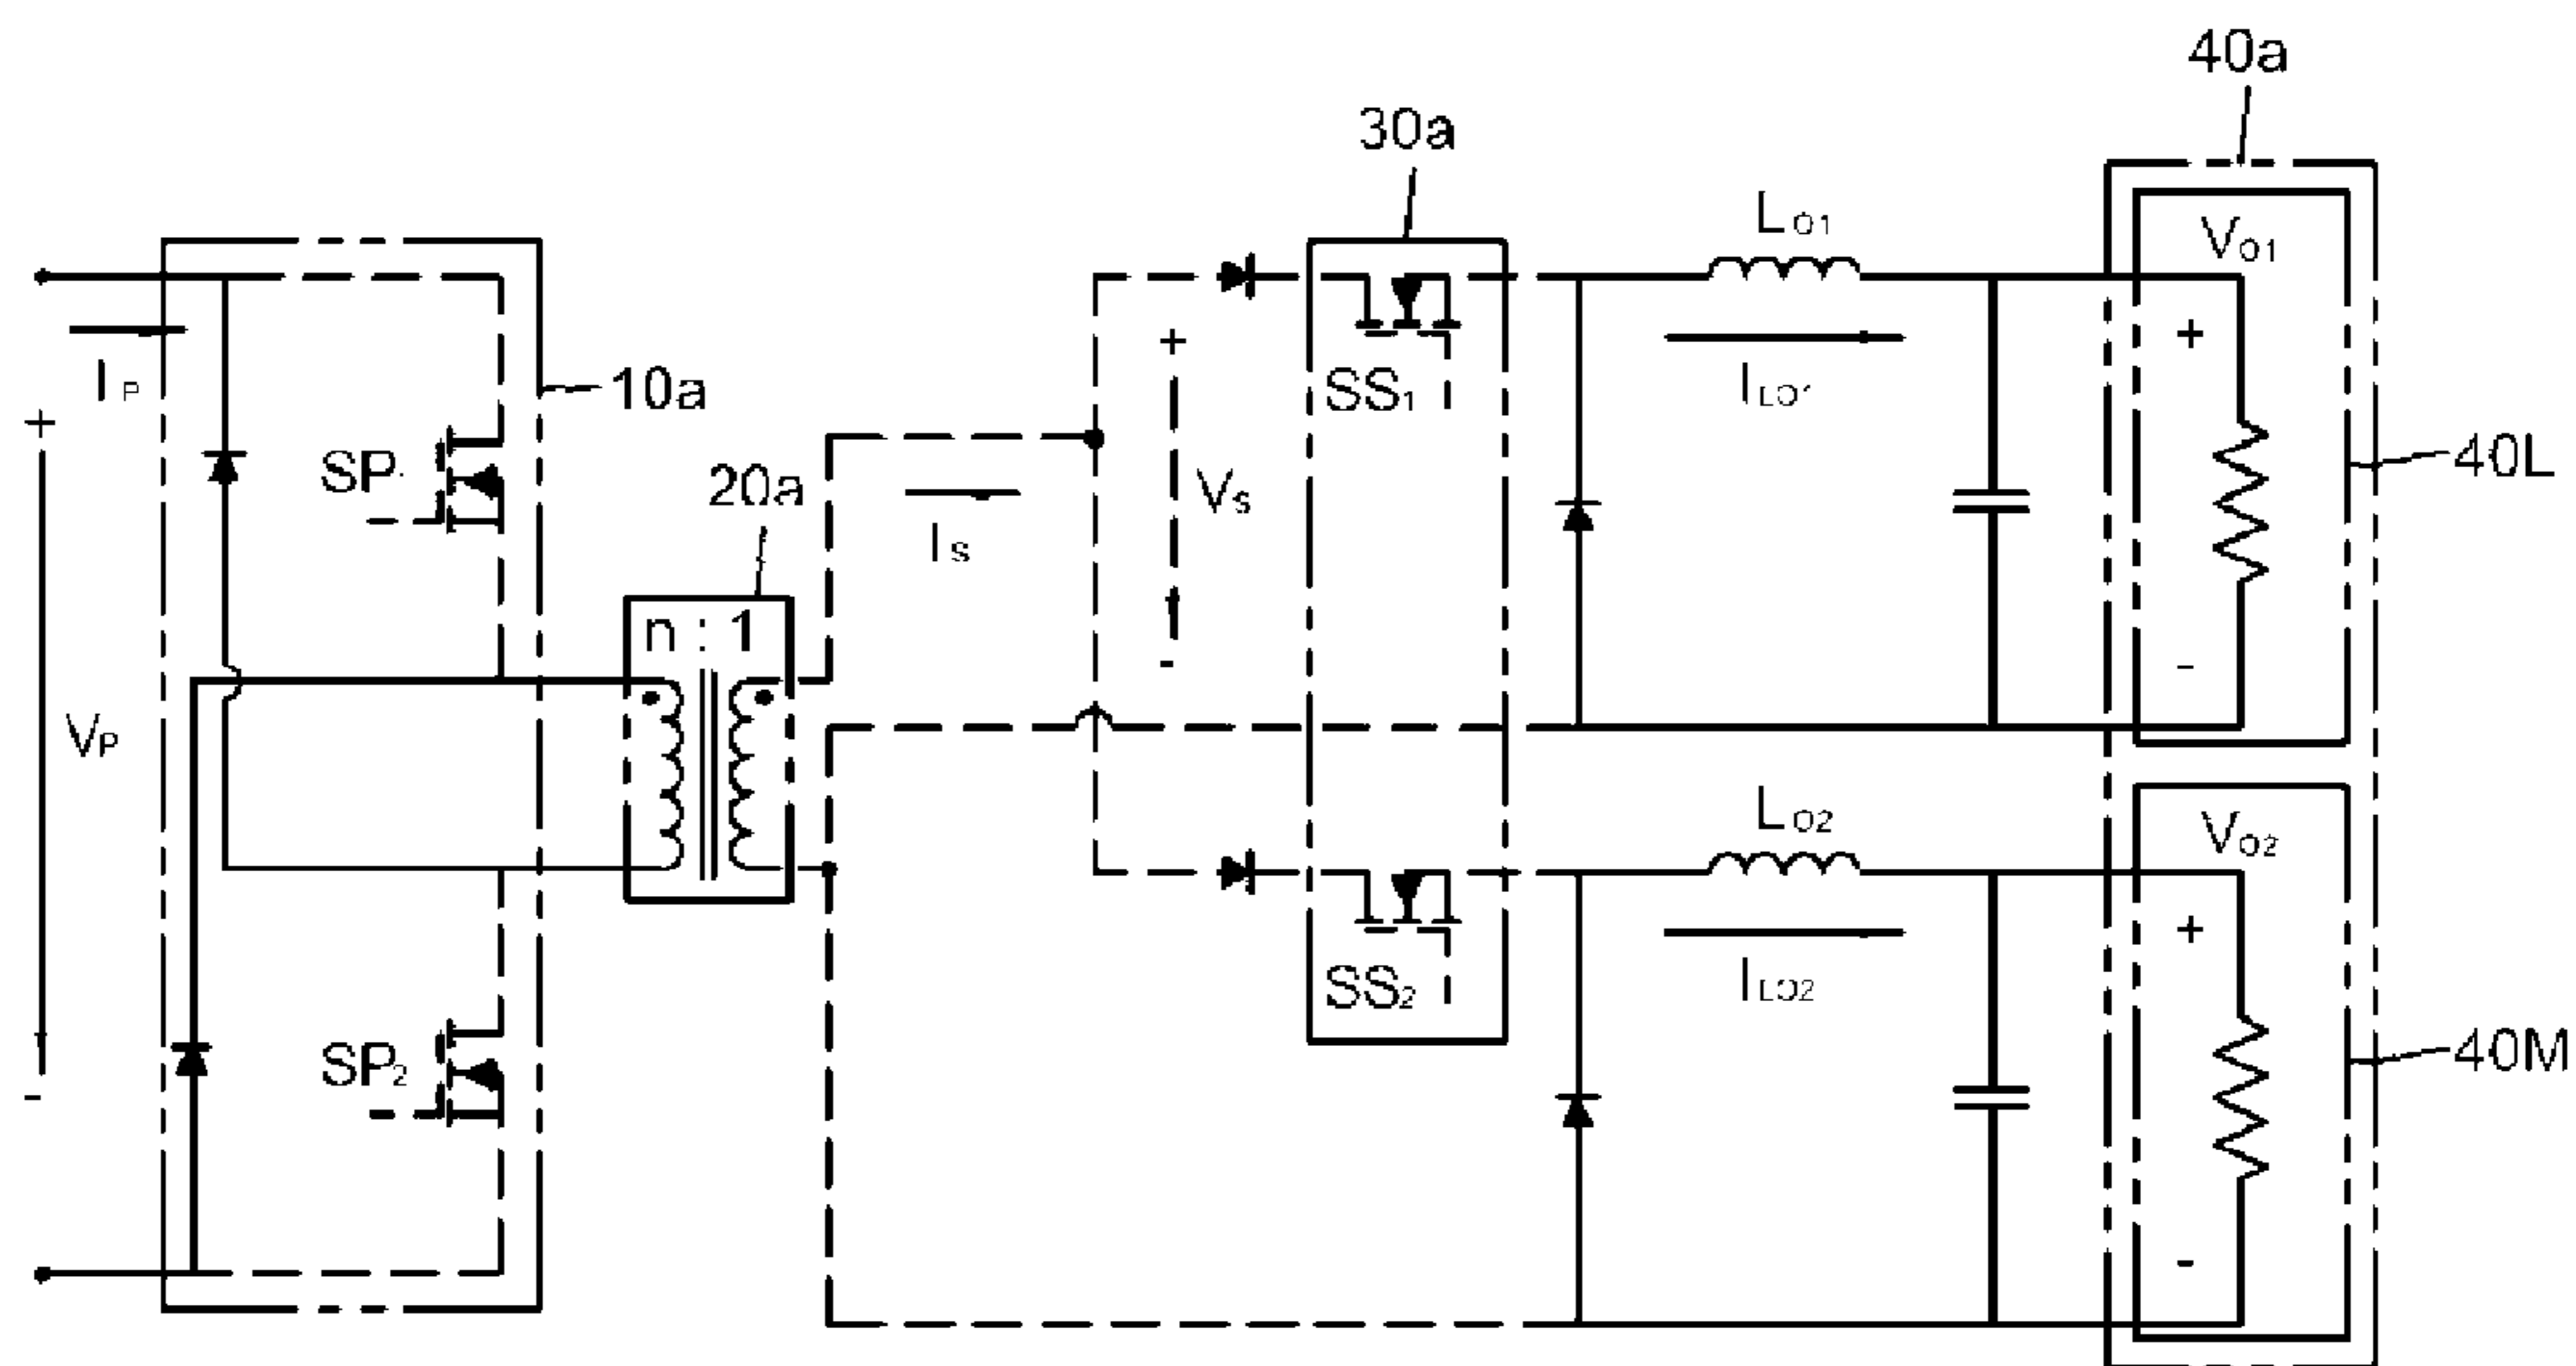 40a
30a
LO1
VO1
+
IP
10a
+
SS1
ILO1
+
SP
20a
VS
40L
IS
n : 1
-
-
VP
LO2
VO2
+
SS2
ILO2
SP2
40M
-
-